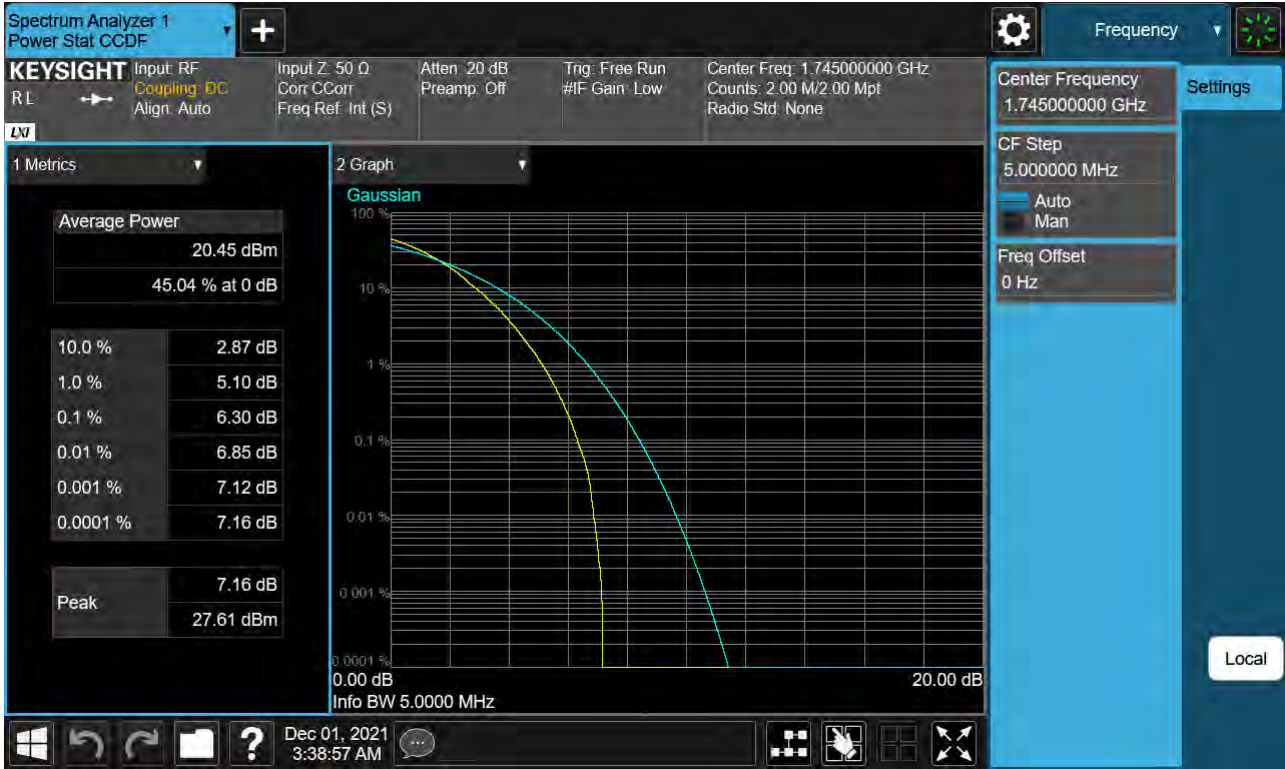 Spectrum Analyzer 1
Power Stat CCDF
+
Frequency
KEYSIGHT
RL
LXI
Input: RF
Coupling: DC
Align: Auto
Input Z: 50 Ω
Corr CCorr
Freq Ref: Int (S)
Atten: 20 dB
Preamp: Off
Trig: Free Run
#IF Gain: Low
Center Freq: 1.745000000 GHz
Counts: 2.00 M/2.00 Mpt
Radio Std: None
Center Frequency
1.745000000 GHz
Settings
CF Step
5.000000 MHz
Auto
Man
Freq Offset
0 Hz
1 Metrics
Average Power
20.45 dBm
45.04 % at 0 dB
10.0 % 2.87 dB
1.0 % 5.10 dB
0.1 % 6.30 dB
0.01 % 6.85 dB
0.001 % 7.12 dB
0.0001 % 7.16 dB
Peak
7.16 dB
27.61 dBm
2 Graph
Gaussian
100 %
10 %
1 %
0.1 %
0.01 %
0.001 %
0.0001 %
0.00 dB 20.00 dB
Info BW 5.0000 MHz
Local
?
Dec 01, 2021
3:38:57 AM